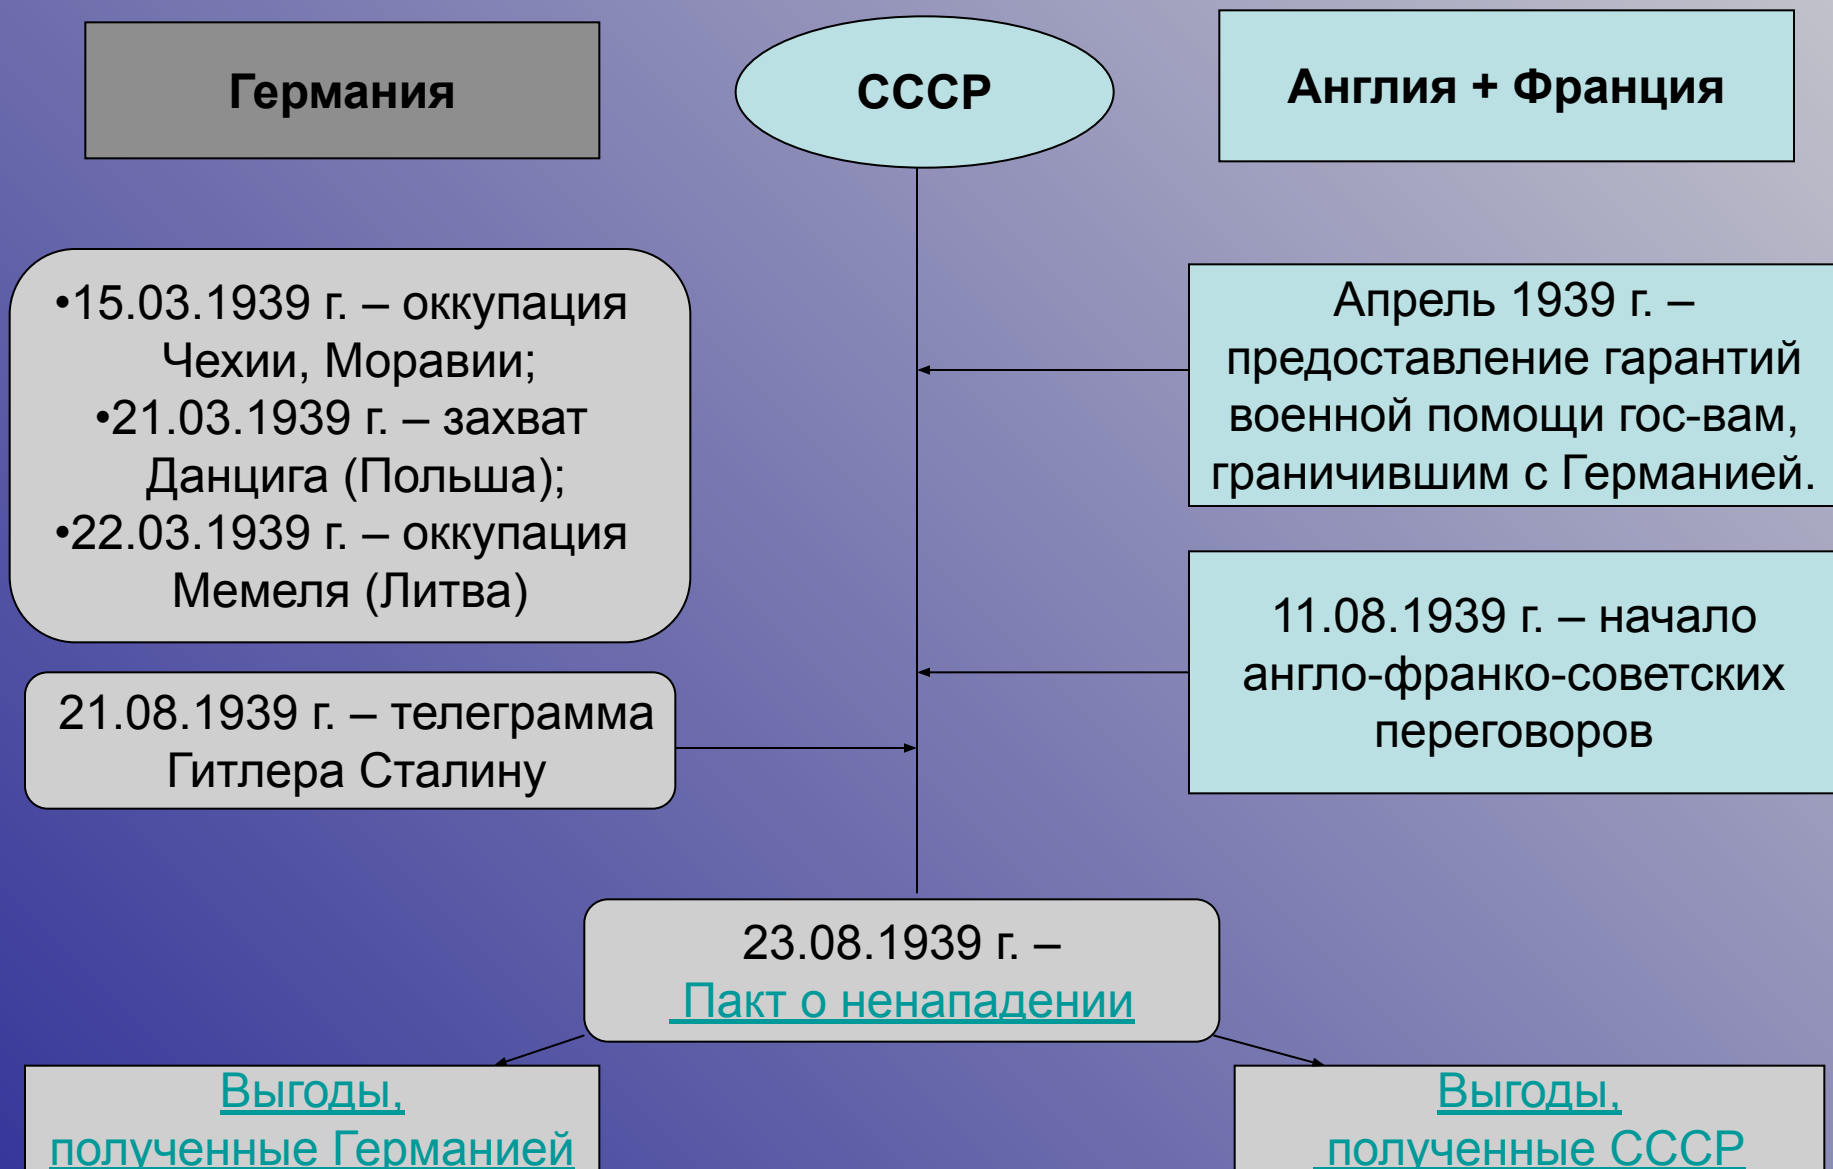 Германия
СССР
Англия + Франция
•15.03.1939 г. – оккупация
Чехии, Моравии;
•21.03.1939 г. – захват
Данцига (Польша);
•22.03.1939 г. – оккупация
Мемеля (Литва)
Апрель 1939 г. –
предоставление гарантий
военной помощи гос-вам,
граничившим с Германией.
11.08.1939 г. – начало
англо-франко-советских
переговоров
21.08.1939 г. – телеграмма
Гитлера Сталину
23.08.1939 г. –
Пакт о ненападении
Выгоды,
полученные Германией
Выгоды,
полученные СССР